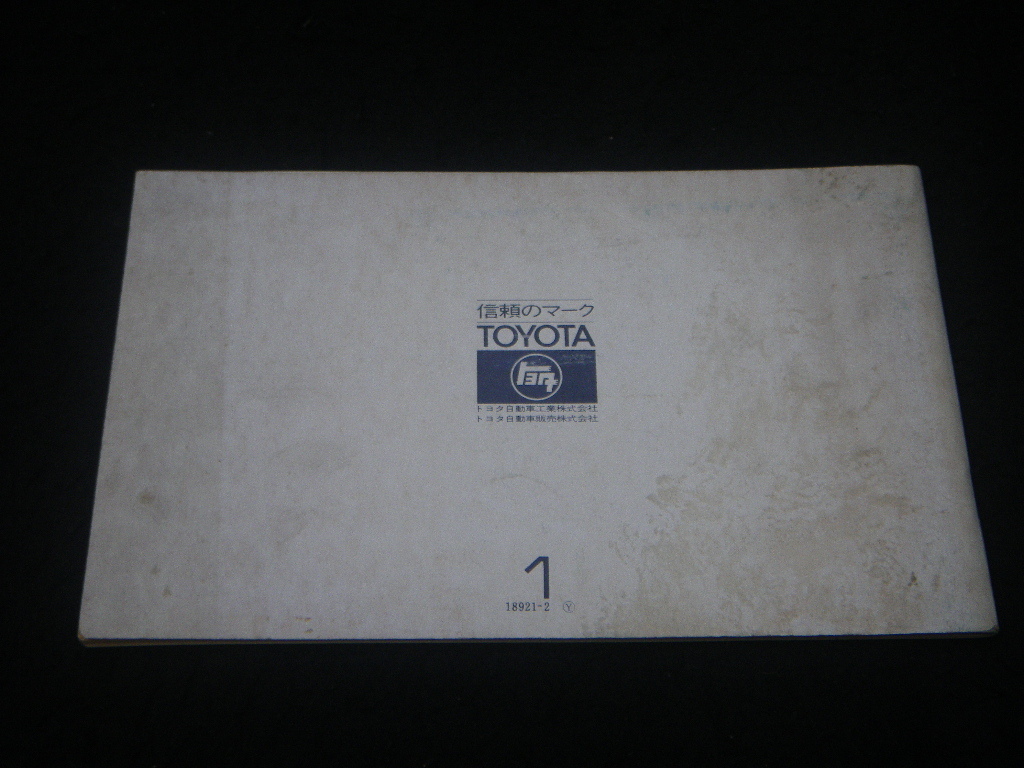 信頼のマーク
TOYOTA
トヨタ
トヨタ自動車工業株式会社
トヨタ自動車販売株式会社
1
18921-2 Ⓨ